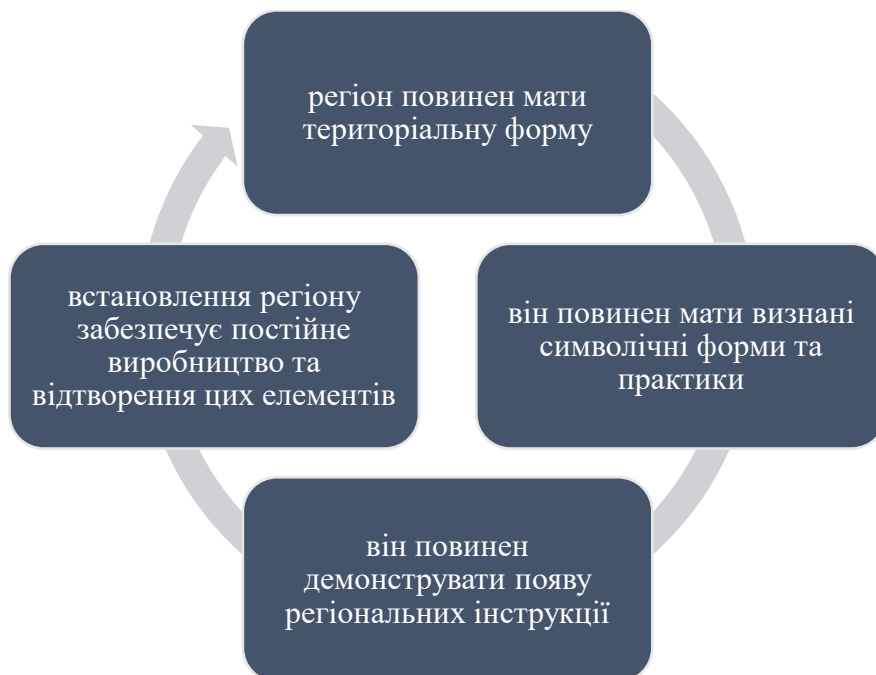 регіон повинен мати
територіальну форму
він повинен мати визнані
символічні форми та
практики
він повинен
демонструвати появу
регіональних інструкції
встановлення регіону
забезпечує постійне
виробництво та
відтворення цих елементів